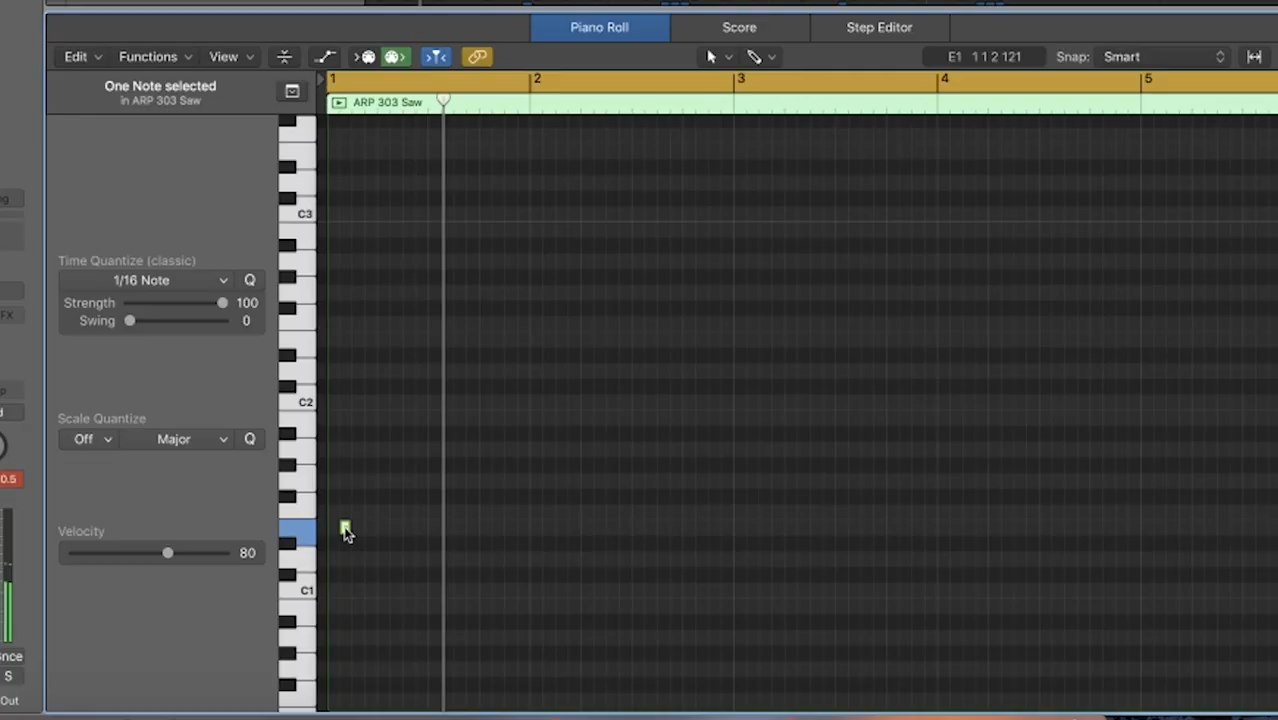 Piano Roll Score Step Editor
Edit Functions View E1 1 1 2 121 Snap: Smart
One Note selected
in ARP 303 Saw
1 2 3 4 5
ARP 303 Saw
C3
Time Quantize (classic)
1/16 Note Q
Strength 100
Swing 0
FX
C2
Scale Quantize
Off Major Q
0.5
Velocity
80
C1
S
Out